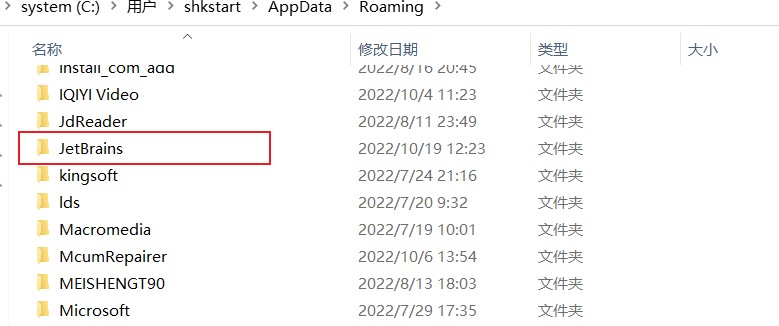 system (C:) 用户 shkstart AppData Roaming
名称 修改日期 类型 大小
install_com_add 2022/8/16 20:45 文件夹
IQIYI Video 2022/10/4 11:23 文件夹
JdReader 2022/8/11 23:49 文件夹
JetBrains 2022/10/19 12:23 文件夹
kingsoft 2022/7/24 21:16 文件夹
lds 2022/7/20 9:32 文件夹
Macromedia 2022/7/19 10:01 文件夹
McumRepairer 2022/10/6 13:54 文件夹
MEISHENGT90 2022/8/13 18:03 文件夹
Microsoft 2022/7/29 17:35 文件夹